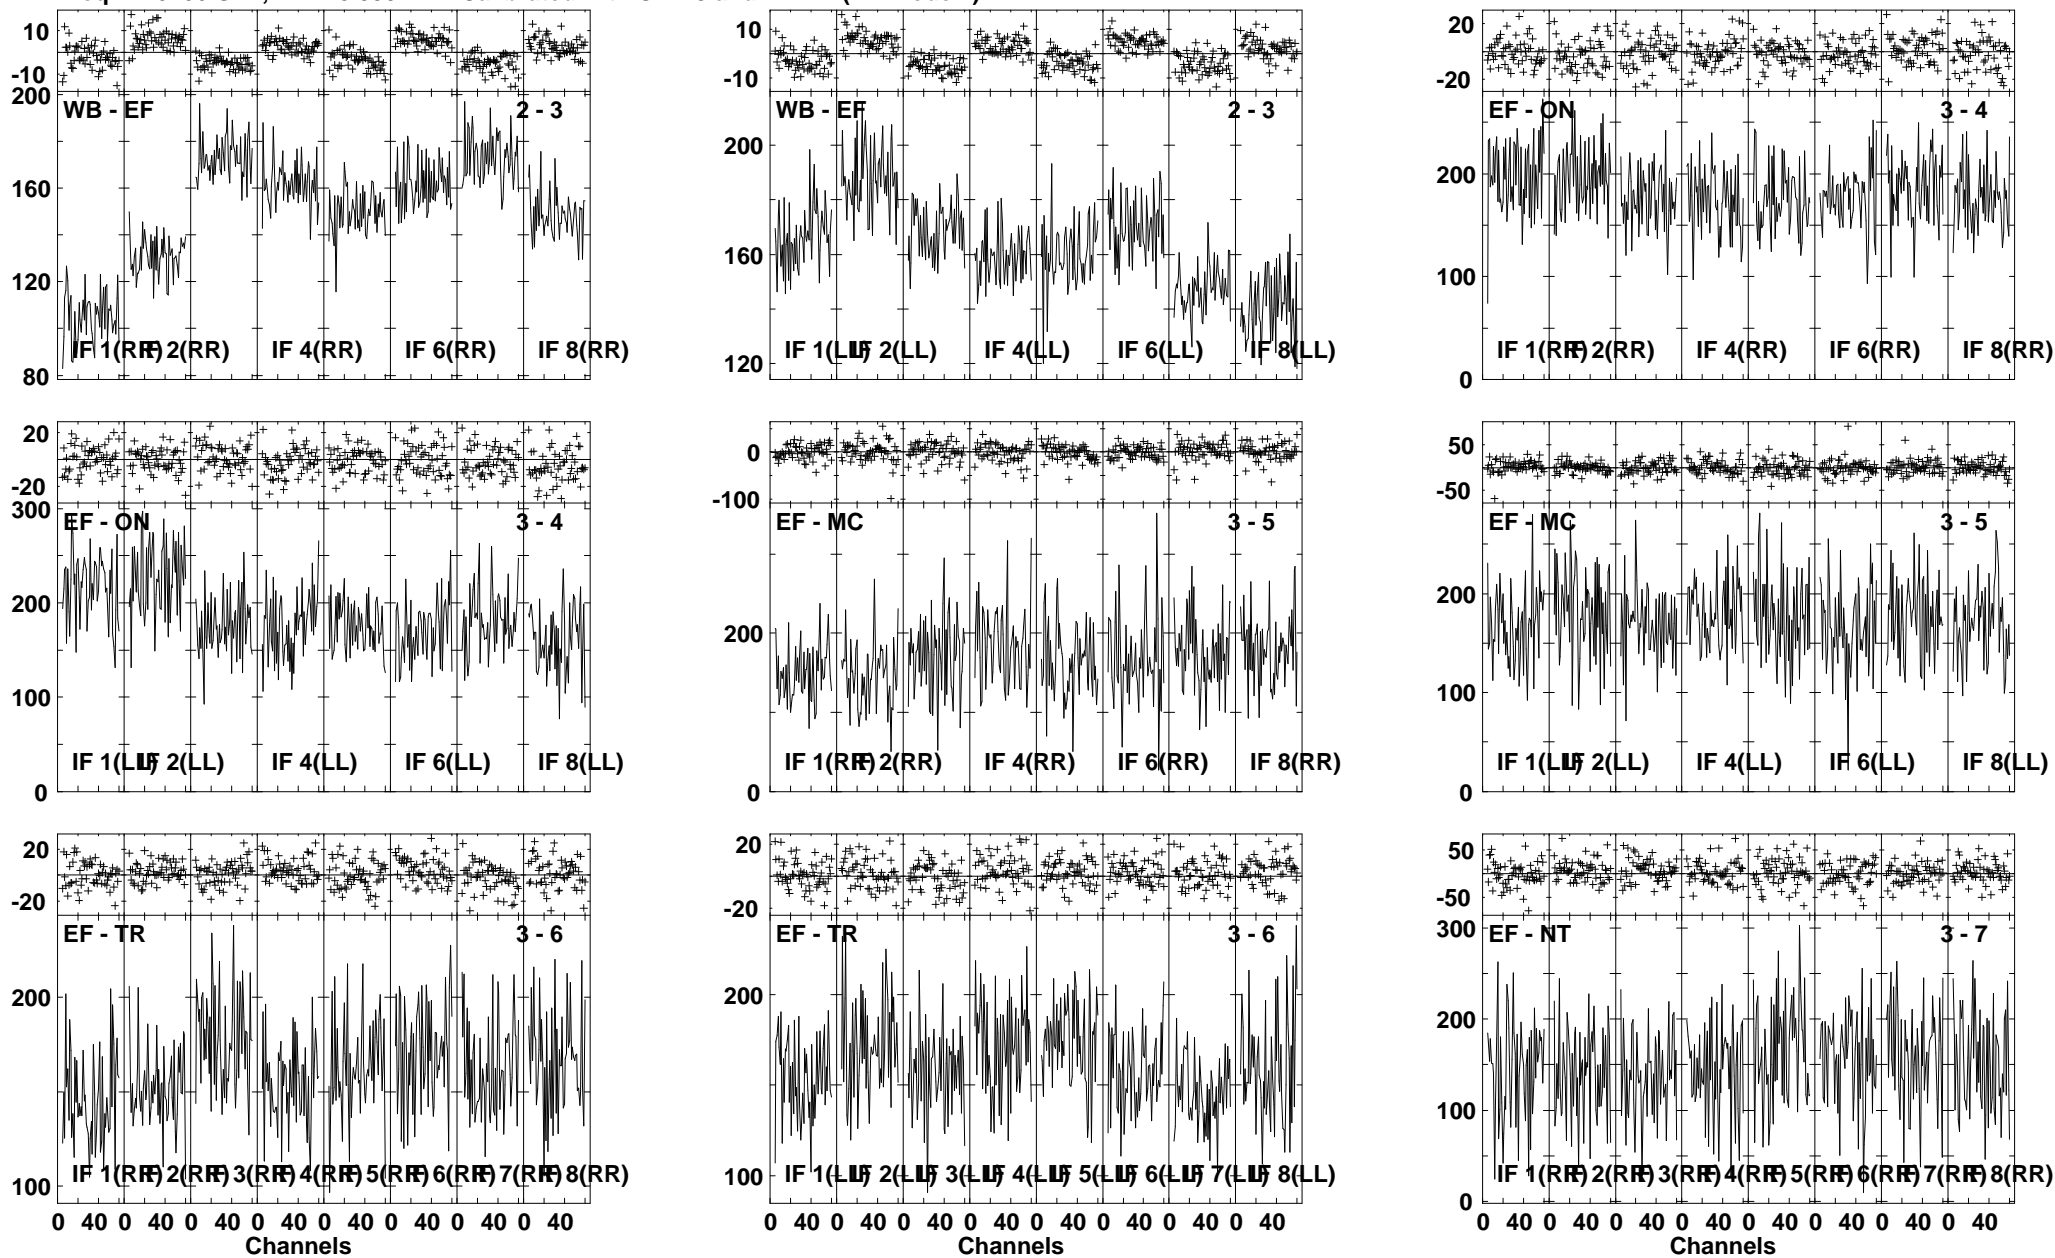 10
-10
200
160
120
80
WB - EF
2 - 3
IF 1(RR)
IF 2(RR)
IF 4(RR)
IF 6(RR)
IF 8(RR)
10
-10
200
160
120
WB - EF
2 - 3
IF 1(LL)
IF 2(LL)
IF 4(LL)
IF 6(LL)
IF 8(LL)
20
-20
200
100
0
EF - ON
3 - 4
IF 1(RR)
IF 2(RR)
IF 4(RR)
IF 6(RR)
IF 8(RR)
20
-20
300
200
100
0
EF - ON
3 - 4
IF 1(LL)
IF 2(LL)
IF 4(LL)
IF 6(LL)
IF 8(LL)
0
-100
200
0
EF - MC
3 - 5
IF 1(RR)
IF 2(RR)
IF 4(RR)
IF 6(RR)
IF 8(RR)
50
-50
200
100
0
EF - MC
3 - 5
IF 1(LL)
IF 2(LL)
IF 4(LL)
IF 6(LL)
IF 8(LL)
20
-20
200
100
EF - TR
3 - 6
IF 1(RR)
IF 2(RR)
IF 3(RR)
IF 4(RR)
IF 5(RR)
IF 6(RR)
IF 7(RR)
IF 8(RR)
0 40 0 40 0 40 0 40 0 40 0 40 0 40 0 40
Channels
20
-20
200
100
EF - TR
3 - 6
IF 1(LL)
IF 2(LL)
IF 3(LL)
IF 4(LL)
IF 5(LL)
IF 6(LL)
IF 7(LL)
IF 8(LL)
0 40 0 40 0 40 0 40 0 40 0 40 0 40 0 40
Channels
50
-50
300
200
100
0
EF - NT
3 - 7
IF 1(RR)
IF 2(RR)
IF 3(RR)
IF 4(RR)
IF 5(RR)
IF 6(RR)
IF 7(RR)
IF 8(RR)
0 40 0 40 0 40 0 40 0 40 0 40 0 40 0 40
Channels